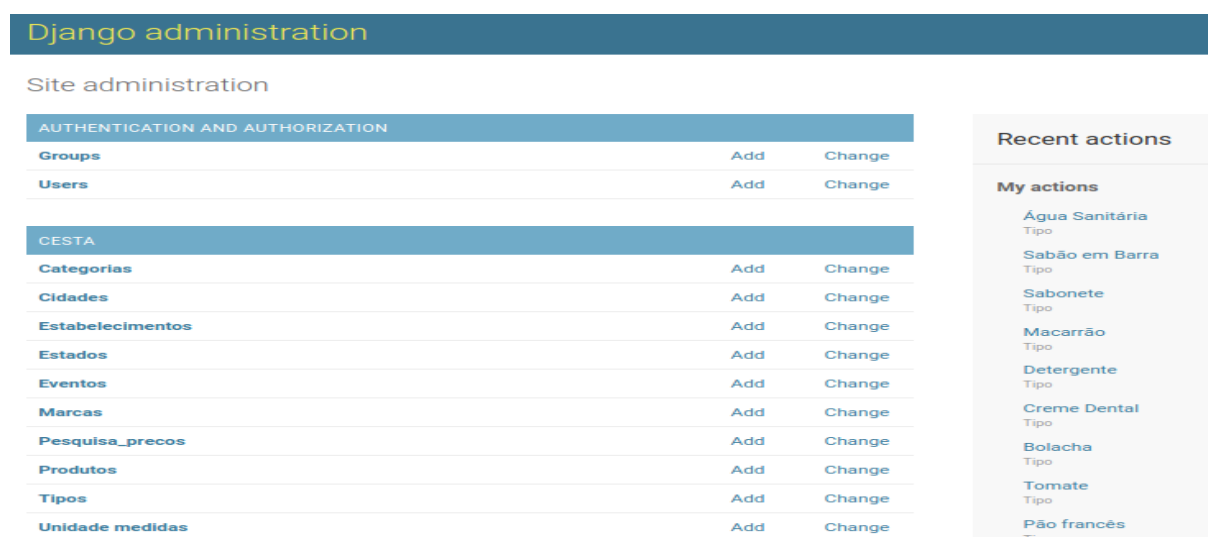 Django administration
Site administration
AUTHENTICATION AND AUTHORIZATION
Groups Add Change
Users Add Change
CESTA
Categorias Add Change
Cidades Add Change
Estabelecimentos Add Change
Estados Add Change
Eventos Add Change
Marcas Add Change
Pesquisa_precos Add Change
Produtos Add Change
Tipos Add Change
Unidade medidas Add Change
Recent actions
My actions
Água Sanitária
Tipo
Sabão em Barra
Tipo
Sabonete
Tipo
Macarrão
Tipo
Detergente
Tipo
Creme Dental
Tipo
Bolacha
Tipo
Tomate
Tipo
Pão francês